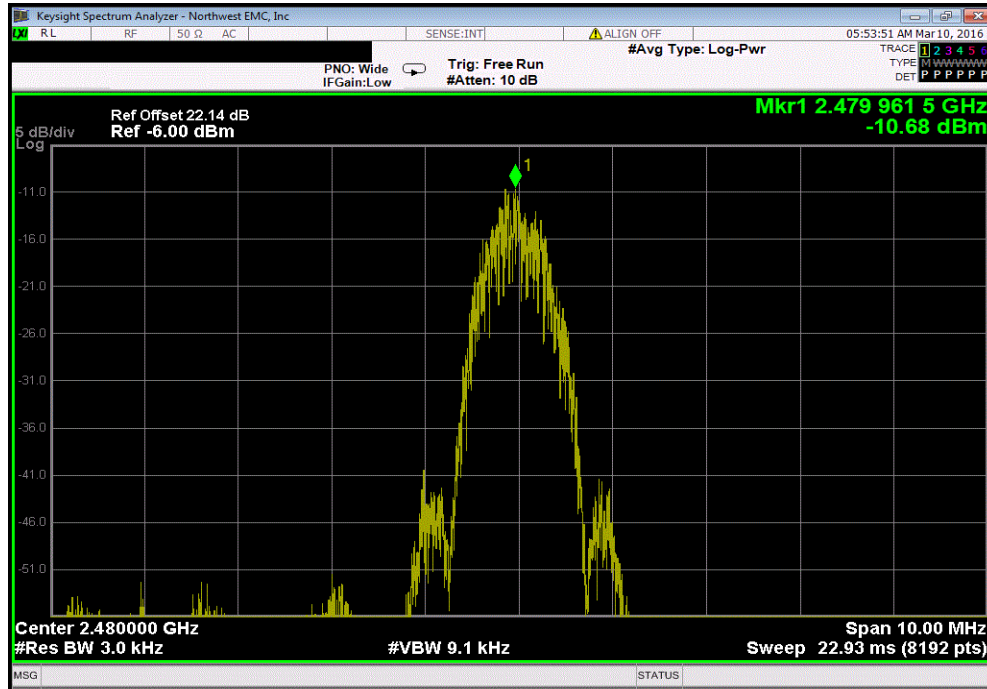 Keysight Spectrum Analyzer - Northwest EMC, Inc
LXI RL RF 50 Ω AC SENSE:INT ALIGN OFF 05:53:51 AM Mar 10, 2016
#Avg Type: Log-Pwr
TRACE 1 2 3 4 5 6
PNO: Wide Trig: Free Run
TYPE M W W W W W
IFGain:Low #Atten: 10 dB
DET P P P P P P
Mkr1 2.479 961 5 GHz
-10.68 dBm
Ref Offset 22.14 dB
5 dB/div Ref -6.00 dBm
Log
1
-11.0
-16.0
-21.0
-26.0
-31.0
-36.0
-41.0
-46.0
-51.0
Center 2.480000 GHz Span 10.00 MHz
#Res BW 3.0 kHz #VBW 9.1 kHz Sweep 22.93 ms (8192 pts)
MSG STATUS